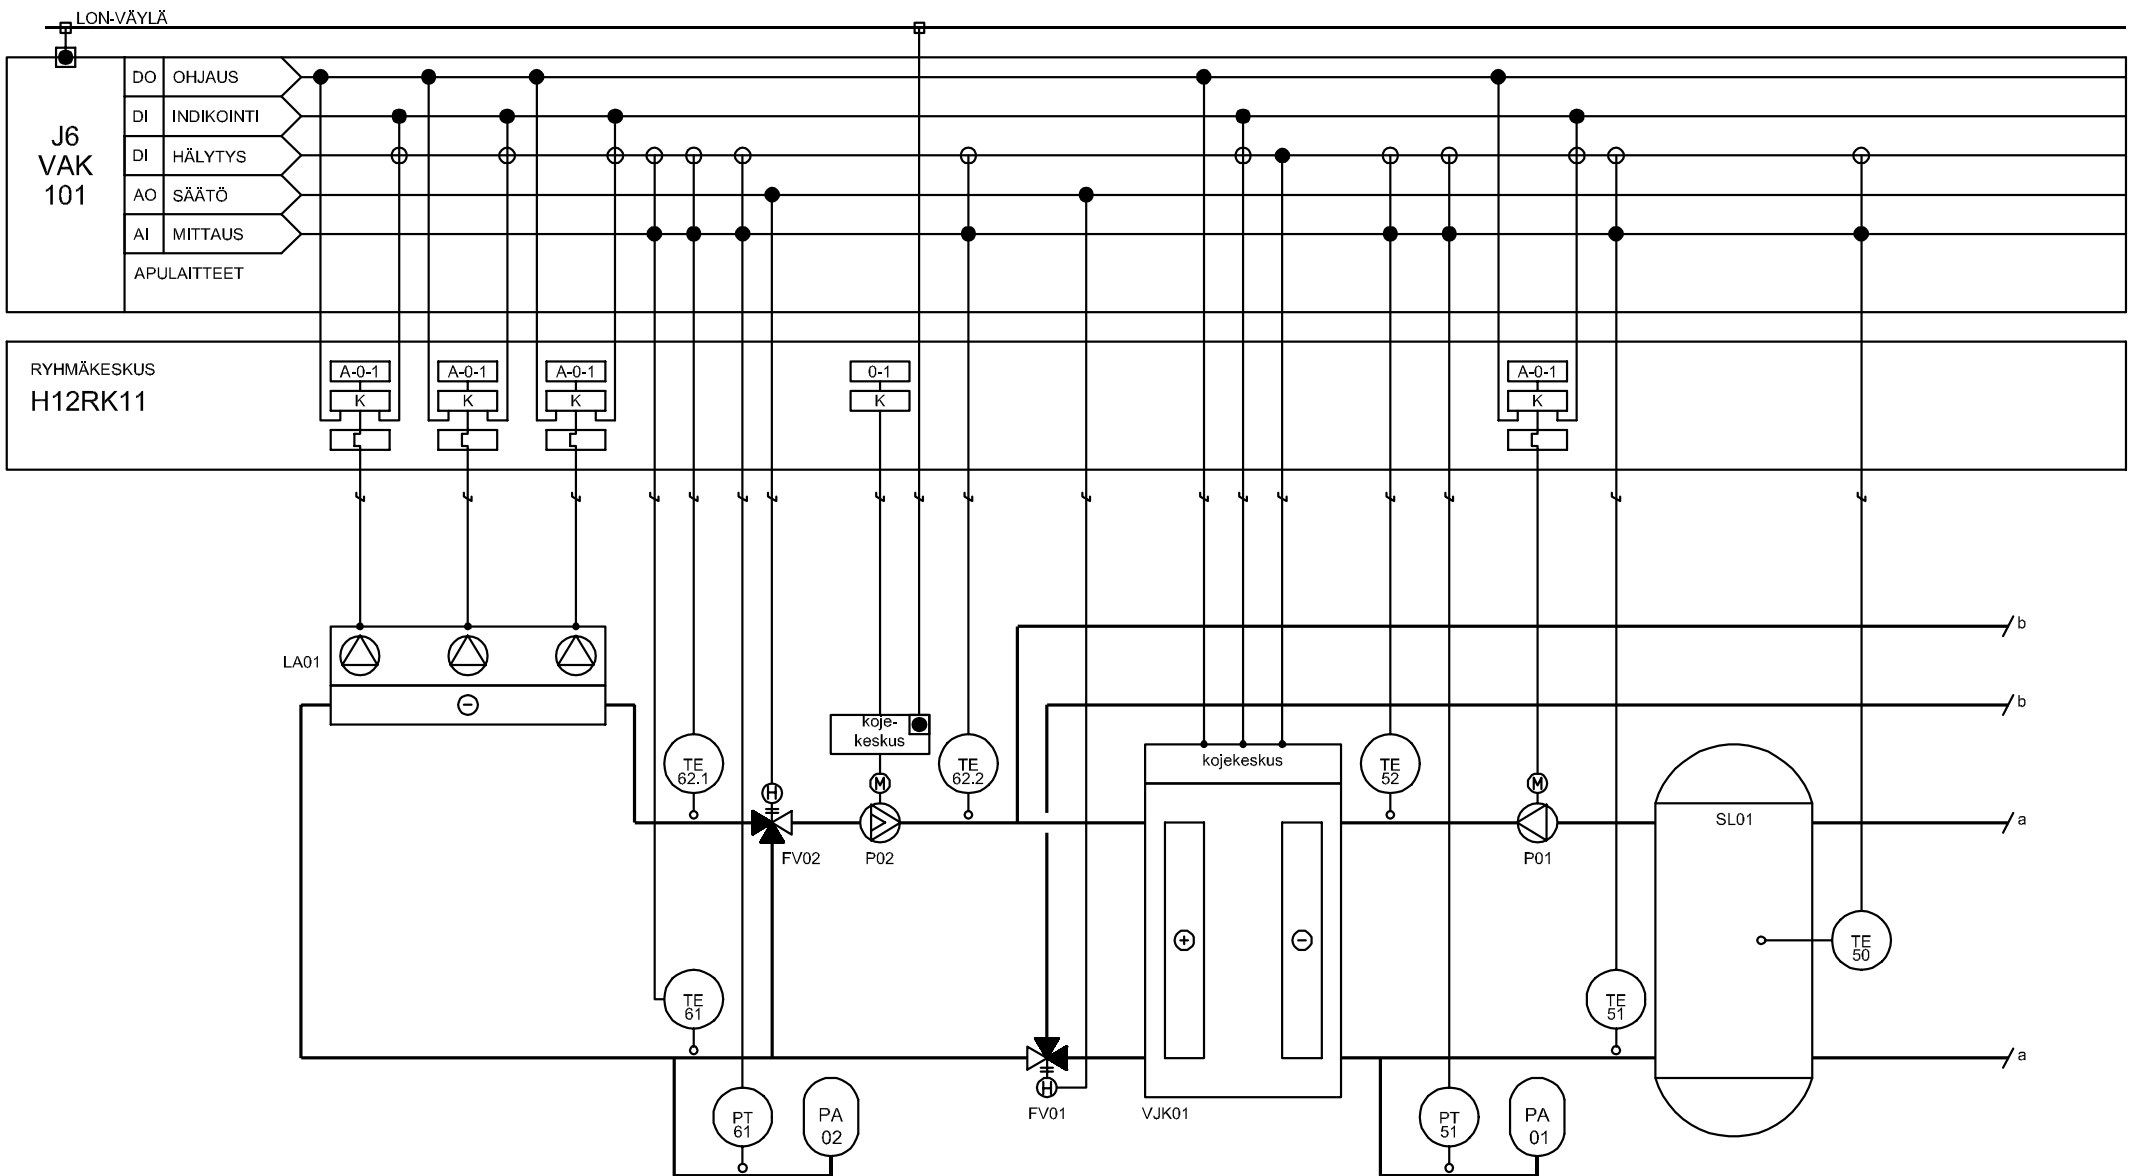 LON-VÄYLÄ
J6
VAK
101
DO OHJAUS
DI INDIKOINTI
DI HÄLYTYS
AO SÄÄTÖ
AI MITTAUS
APULAITTEET
RYHMÄKESKUS
H12RK11
A-0-1
K
A-0-1
K
A-0-1
K
0-1
K
A-0-1
K
b
LA01
b
koje-
keskus
TE
62.1
TE
62.2
kojekeskus
TE
52
H
M
M
SL01
a
FV02
P02
P01
TE
50
TE
61
TE
51
a
H
FV01
VJK01
PT
61
PA
02
PT
51
PA
01